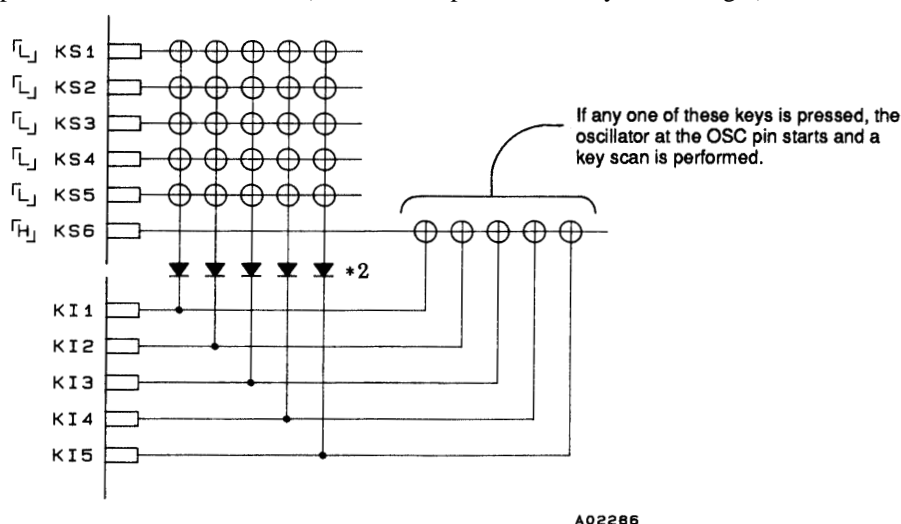 「L」 KS1
「L」 KS2
「L」 KS3
「L」 KS4
「L」 KS5
「H」 KS6
If any one of these keys is pressed, the
oscillator at the OSC pin starts and a
key scan is performed.
*2
KI1
KI2
KI3
KI4
KI5
A02286